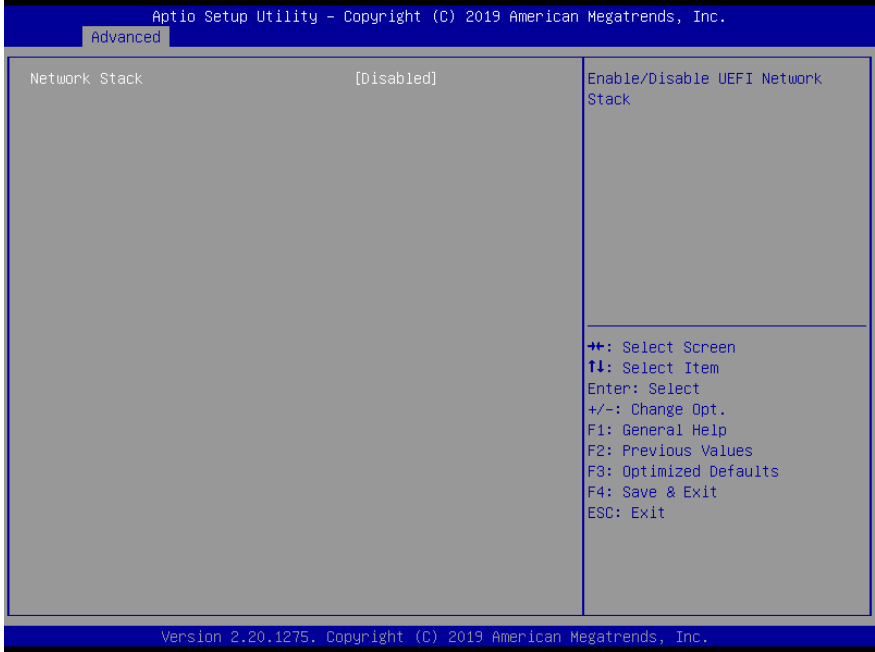 Aptio Setup Utility – Copyright (C) 2019 American Megatrends, Inc.
Advanced
Network Stack [Disabled]
Enable/Disable UEFI Network
Stack
→←: Select Screen
↑↓: Select Item
Enter: Select
+/-: Change Opt.
F1: General Help
F2: Previous Values
F3: Optimized Defaults
F4: Save & Exit
ESC: Exit
Version 2.20.1275. Copyright (C) 2019 American Megatrends, Inc.